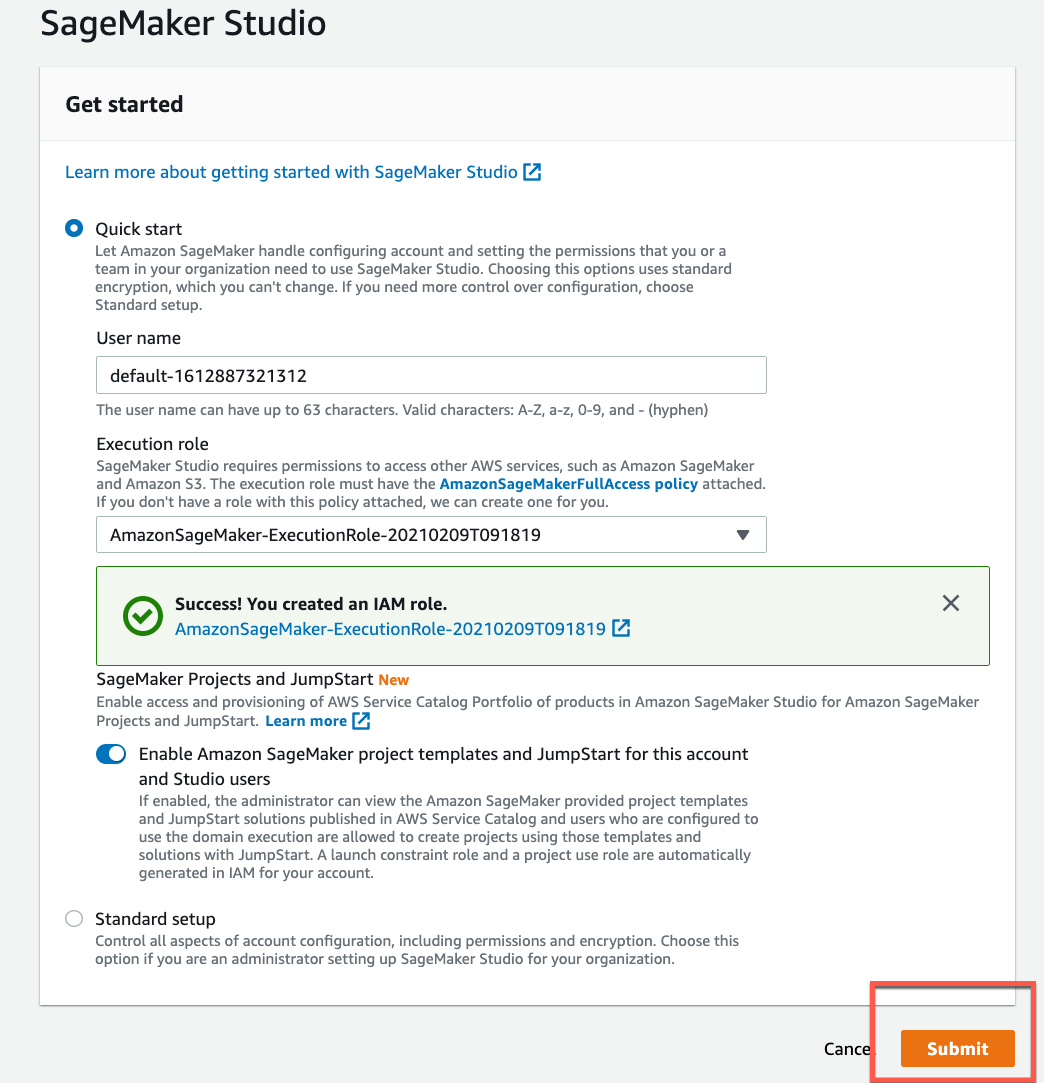 SageMaker Studio
Get started
Learn more about getting started with SageMaker Studio
Quick start
Let Amazon SageMaker handle configuring account and setting the permissions that you or a
team in your organization need to use SageMaker Studio. Choosing this options uses standard
encryption, which you can't change. If you need more control over configuration, choose
Standard setup.
User name
default-1612887321312
The user name can have up to 63 characters. Valid characters: A-Z, a-z, 0-9, and - (hyphen)
Execution role
SageMaker Studio requires permissions to access other AWS services, such as Amazon SageMaker
and Amazon S3. The execution role must have the AmazonSageMakerFullAccess policy attached.
If you don't have a role with this policy attached, we can create one for you.
AmazonSageMaker-ExecutionRole-20210209T091819
Success! You created an IAM role.
AmazonSageMaker-ExecutionRole-20210209T091819
SageMaker Projects and JumpStart New
Enable access and provisioning of AWS Service Catalog Portfolio of products in Amazon SageMaker Studio for Amazon SageMaker
Projects and JumpStart. Learn more
Enable Amazon SageMaker project templates and JumpStart for this account
and Studio users
If enabled, the administrator can view the Amazon SageMaker provided project templates
and JumpStart solutions published in AWS Service Catalog and users who are configured to
use the domain execution are allowed to create projects using those templates and
solutions with JumpStart. A launch constraint role and a project use role are automatically
generated in IAM for your account.
Standard setup
Control all aspects of account configuration, including permissions and encryption. Choose this
option if you are an administrator setting up SageMaker Studio for your organization.
Cancel Submit